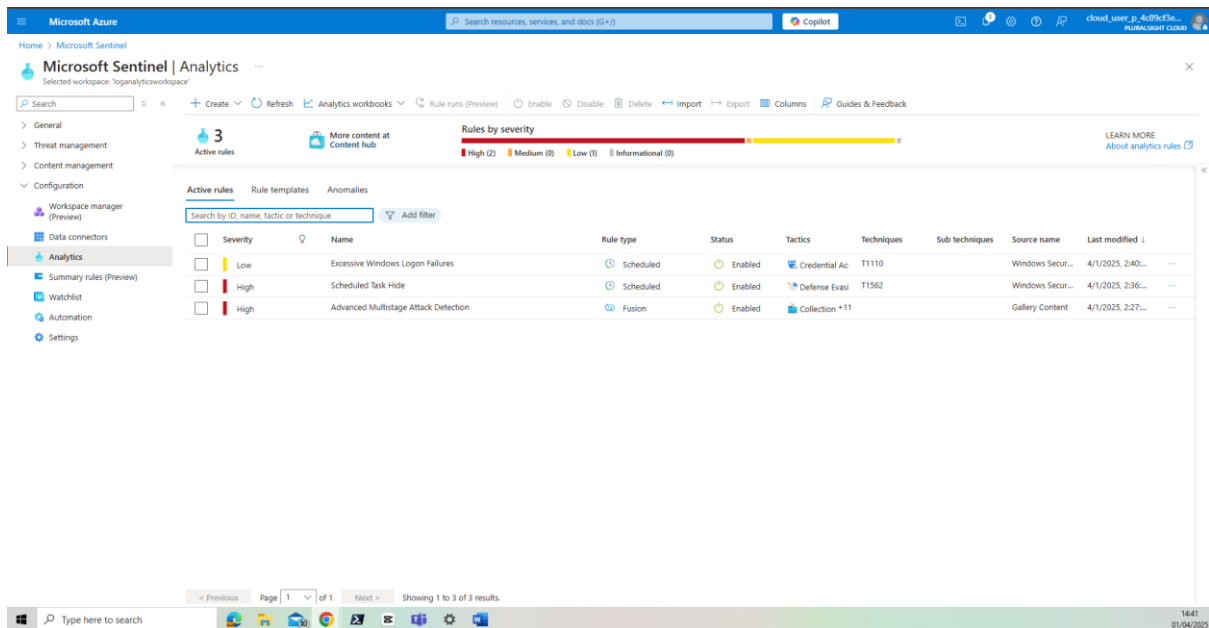 Microsoft Azure
Search resources, services, and docs (G+/)
Copilot
cloud_user_p_4c89cf3e...
PLURALSIGHT CLOUD
Home > Microsoft Sentinel
Microsoft Sentinel | Analytics ...
Selected workspace: 'loganalyticsworkspace'
Search
Create Refresh Analytics workbooks Rule runs (Preview) Enable Disable Delete Import Export Columns Guides & Feedback
General
Threat management
Content management
Configuration
Workspace manager
(Preview)
Data connectors
Analytics
Summary rules (Preview)
Watchlist
Automation
Settings
3
Active rules
More content at
Content hub
Rules by severity
High (2) Medium (0) Low (1) Informational (0)
LEARN MORE
About analytics rules
Active rules Rule templates Anomalies
Search by ID, name, tactic or technique
Add filter
Severity Name Rule type Status Tactics Techniques Sub techniques Source name Last modified ↓
Low Excessive Windows Logon Failures Scheduled Enabled Credential Ac T1110 Windows Secur... 4/1/2025, 2:40:... ...
High Scheduled Task Hide Scheduled Enabled Defense Evasi T1562 Windows Secur... 4/1/2025, 2:36:... ...
High Advanced Multistage Attack Detection Fusion Enabled Collection +11 Gallery Content 4/1/2025, 2:27:... ...
< Previous Page 1 of 1 Next > Showing 1 to 3 of 3 results.
Type here to search
14:41
01/04/2025